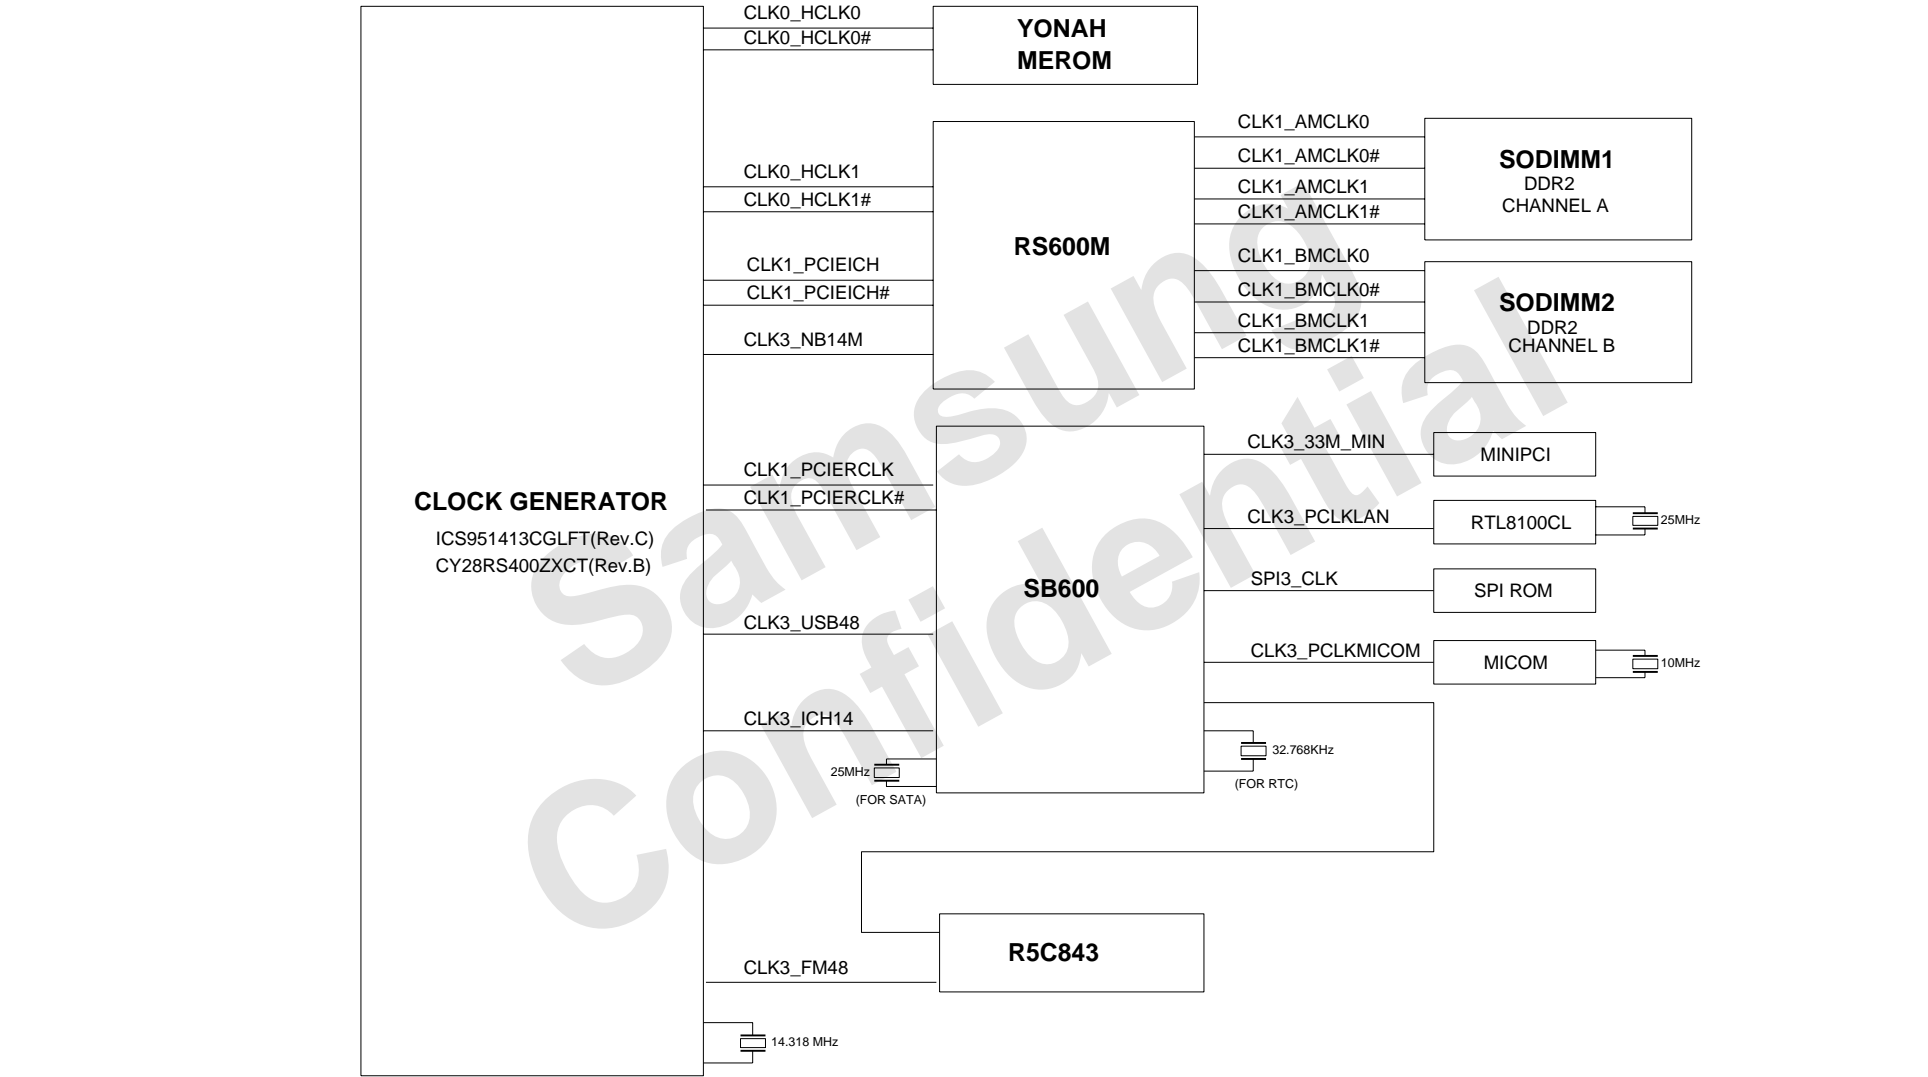 CLK0_HCLK0
CLK0_HCLK0#
YONAH
MEROM
CLK0_HCLK1
CLK0_HCLK1#
CLK1_PCIEICH
CLK1_PCIEICH#
CLK3_NB14M
RS600M
CLK1_AMCLK0
CLK1_AMCLK0#
CLK1_AMCLK1
CLK1_AMCLK1#
SODIMM1
DDR2
CHANNEL A
CLK1_BMCLK0
CLK1_BMCLK0#
CLK1_BMCLK1
CLK1_BMCLK1#
SODIMM2
DDR2
CHANNEL B
CLOCK GENERATOR
ICS951413CGLFT(Rev.C)
CY28RS400ZXCT(Rev.B)
CLK1_PCIERCLK
CLK1_PCIERCLK#
CLK3_USB48
CLK3_ICH14
25MHz
(FOR SATA)
SB600
CLK3_33M_MIN
MINIPCI
CLK3_PCLKLAN
RTL8100CL
25MHz
SPI3_CLK
SPI ROM
CLK3_PCLKMICOM
MICOM
10MHz
32.768KHz
(FOR RTC)
R5C843
CLK3_FM48
14.318 MHz
Samsung
Confidential